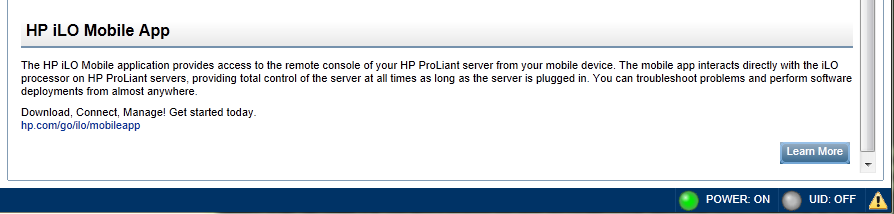 HP iLO Mobile App
The HP iLO Mobile application provides access to the remote console of your HP ProLiant server from your mobile device. The mobile app interacts directly with the iLO
processor on HP ProLiant servers, providing total control of the server at all times as long as the server is plugged in. You can troubleshoot problems and perform software
deployments from almost anywhere.
Download, Connect, Manage! Get started today.
hp.com/go/ilo/mobileapp
Learn More
POWER: ON UID: OFF